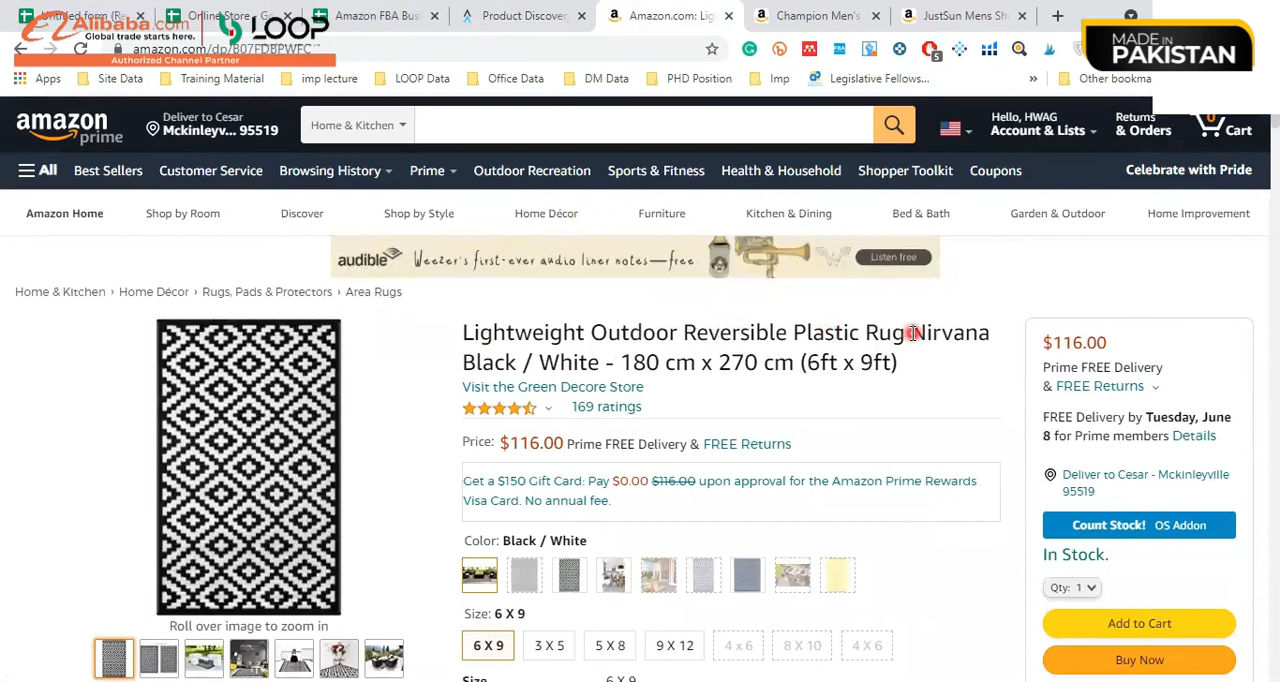 Untitled form (Re
Online Store - G
Amazon FBA Bus
Product Discover
Amazon.com: Lig
Champion Men's
JustSun Mens Sh
Alibaba.com
Global trade starts here.
Authorized Channel Partner
LOOP
amazon.com/dp/B07FDBPWFC
5
MADE IN
PAKISTAN
Apps
Site Data
Training Material
imp lecture
LOOP Data
Office Data
DM Data
PHD Position
Imp
Legislative Fellows...
»
Other bookma
amazon
prime
Deliver to Cesar
Mckinleyv... 95519
Home & Kitchen
Hello, HWAG
Account & Lists
Returns
& Orders
0
Cart
All
Best Sellers
Customer Service
Browsing History
Prime
Outdoor Recreation
Sports & Fitness
Health & Household
Shopper Toolkit
Coupons
Celebrate with Pride
Amazon Home
Shop by Room
Discover
Shop by Style
Home Décor
Furniture
Kitchen & Dining
Bed & Bath
Garden & Outdoor
Home Improvement
audible
Weezer's first-ever audio liner notes—free.
Listen free
Home & Kitchen › Home Décor › Rugs, Pads & Protectors › Area Rugs
Roll over image to zoom in
Lightweight Outdoor Reversible Plastic Rug Nirvana
Black / White - 180 cm x 270 cm (6ft x 9ft)
Visit the Green Decore Store
169 ratings
Price: $116.00 Prime FREE Delivery & FREE Returns
Get a $150 Gift Card: Pay $0.00 $116.00 upon approval for the Amazon Prime Rewards
Visa Card. No annual fee.
Color: Black / White
Size: 6 X 9
6 X 9
3 X 5
5 X 8
9 X 12
4 x 6
8 X 10
4 X 6
Size
6 X 9
$116.00
Prime FREE Delivery
& FREE Returns
FREE Delivery by Tuesday, June
8 for Prime members Details
Deliver to Cesar - Mckinleyville
95519
Count Stock! OS Addon
In Stock.
Qty: 1
Add to Cart
Buy Now